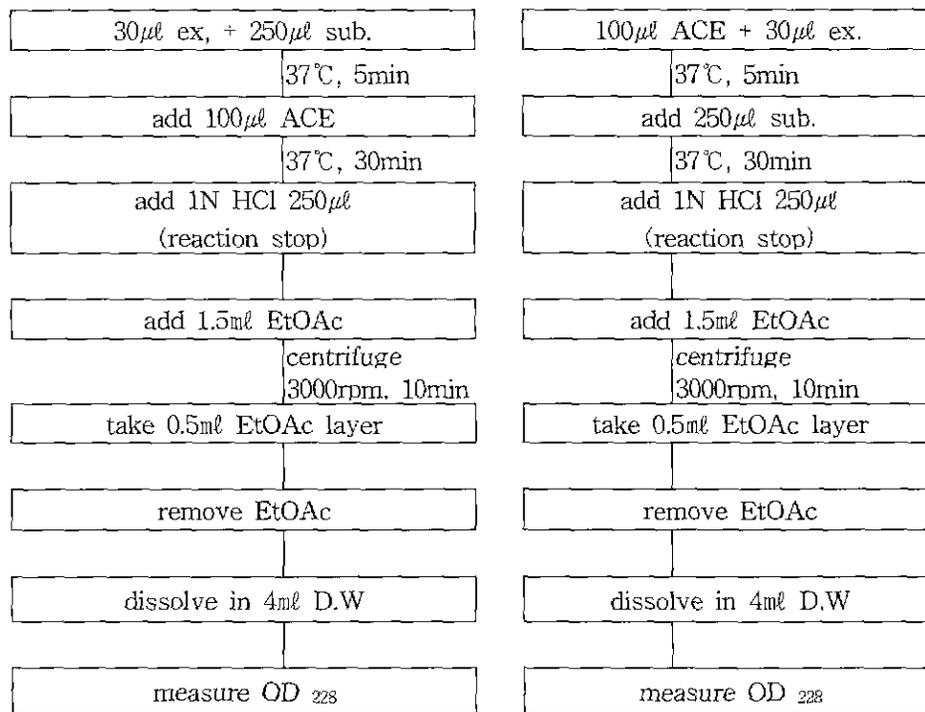 30㎕ ex, + 250㎕ sub.
37℃, 5min
add 100㎕ ACE
37℃, 30min
add 1N HCl 250㎕
(reaction stop)
add 1.5㎖ EtOAc
centrifuge
3000rpm, 10min
take 0.5㎖ EtOAc layer
remove EtOAc
dissolve in 4㎖ D.W
measure OD 228
100㎕ ACE + 30㎕ ex.
37℃, 5min
add 250㎕ sub.
37℃, 30min
add 1N HCl 250㎕
(reaction stop)
add 1.5㎖ EtOAc
centrifuge
3000rpm, 10min
take 0.5㎖ EtOAc layer
remove EtOAc
dissolve in 4㎖ D.W
measure OD 228